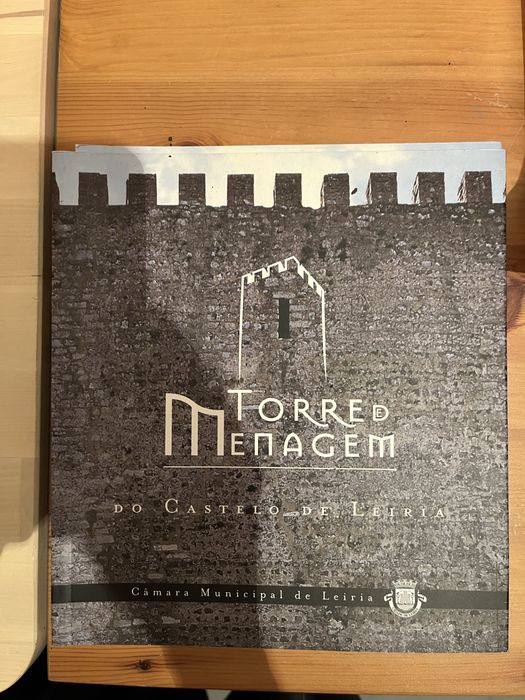 TORRE DE
MENAGEM
DO CASTELO DE LEIRIA
Câmara Municipal de Leiria